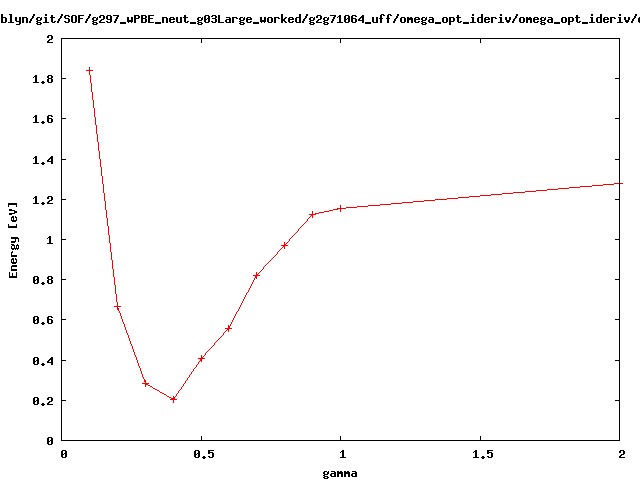 blyn/git/SOF/g297_wPBE_neut_g03Large_worked/g2g71064_uff/omega_opt_ideriv/omega_opt_ideriv/
2
1.8
1.6
1.4
1.2
1
0.8
0.6
0.4
0.2
0
Energy [eV]
0 0.5 1 1.5 2
gamma